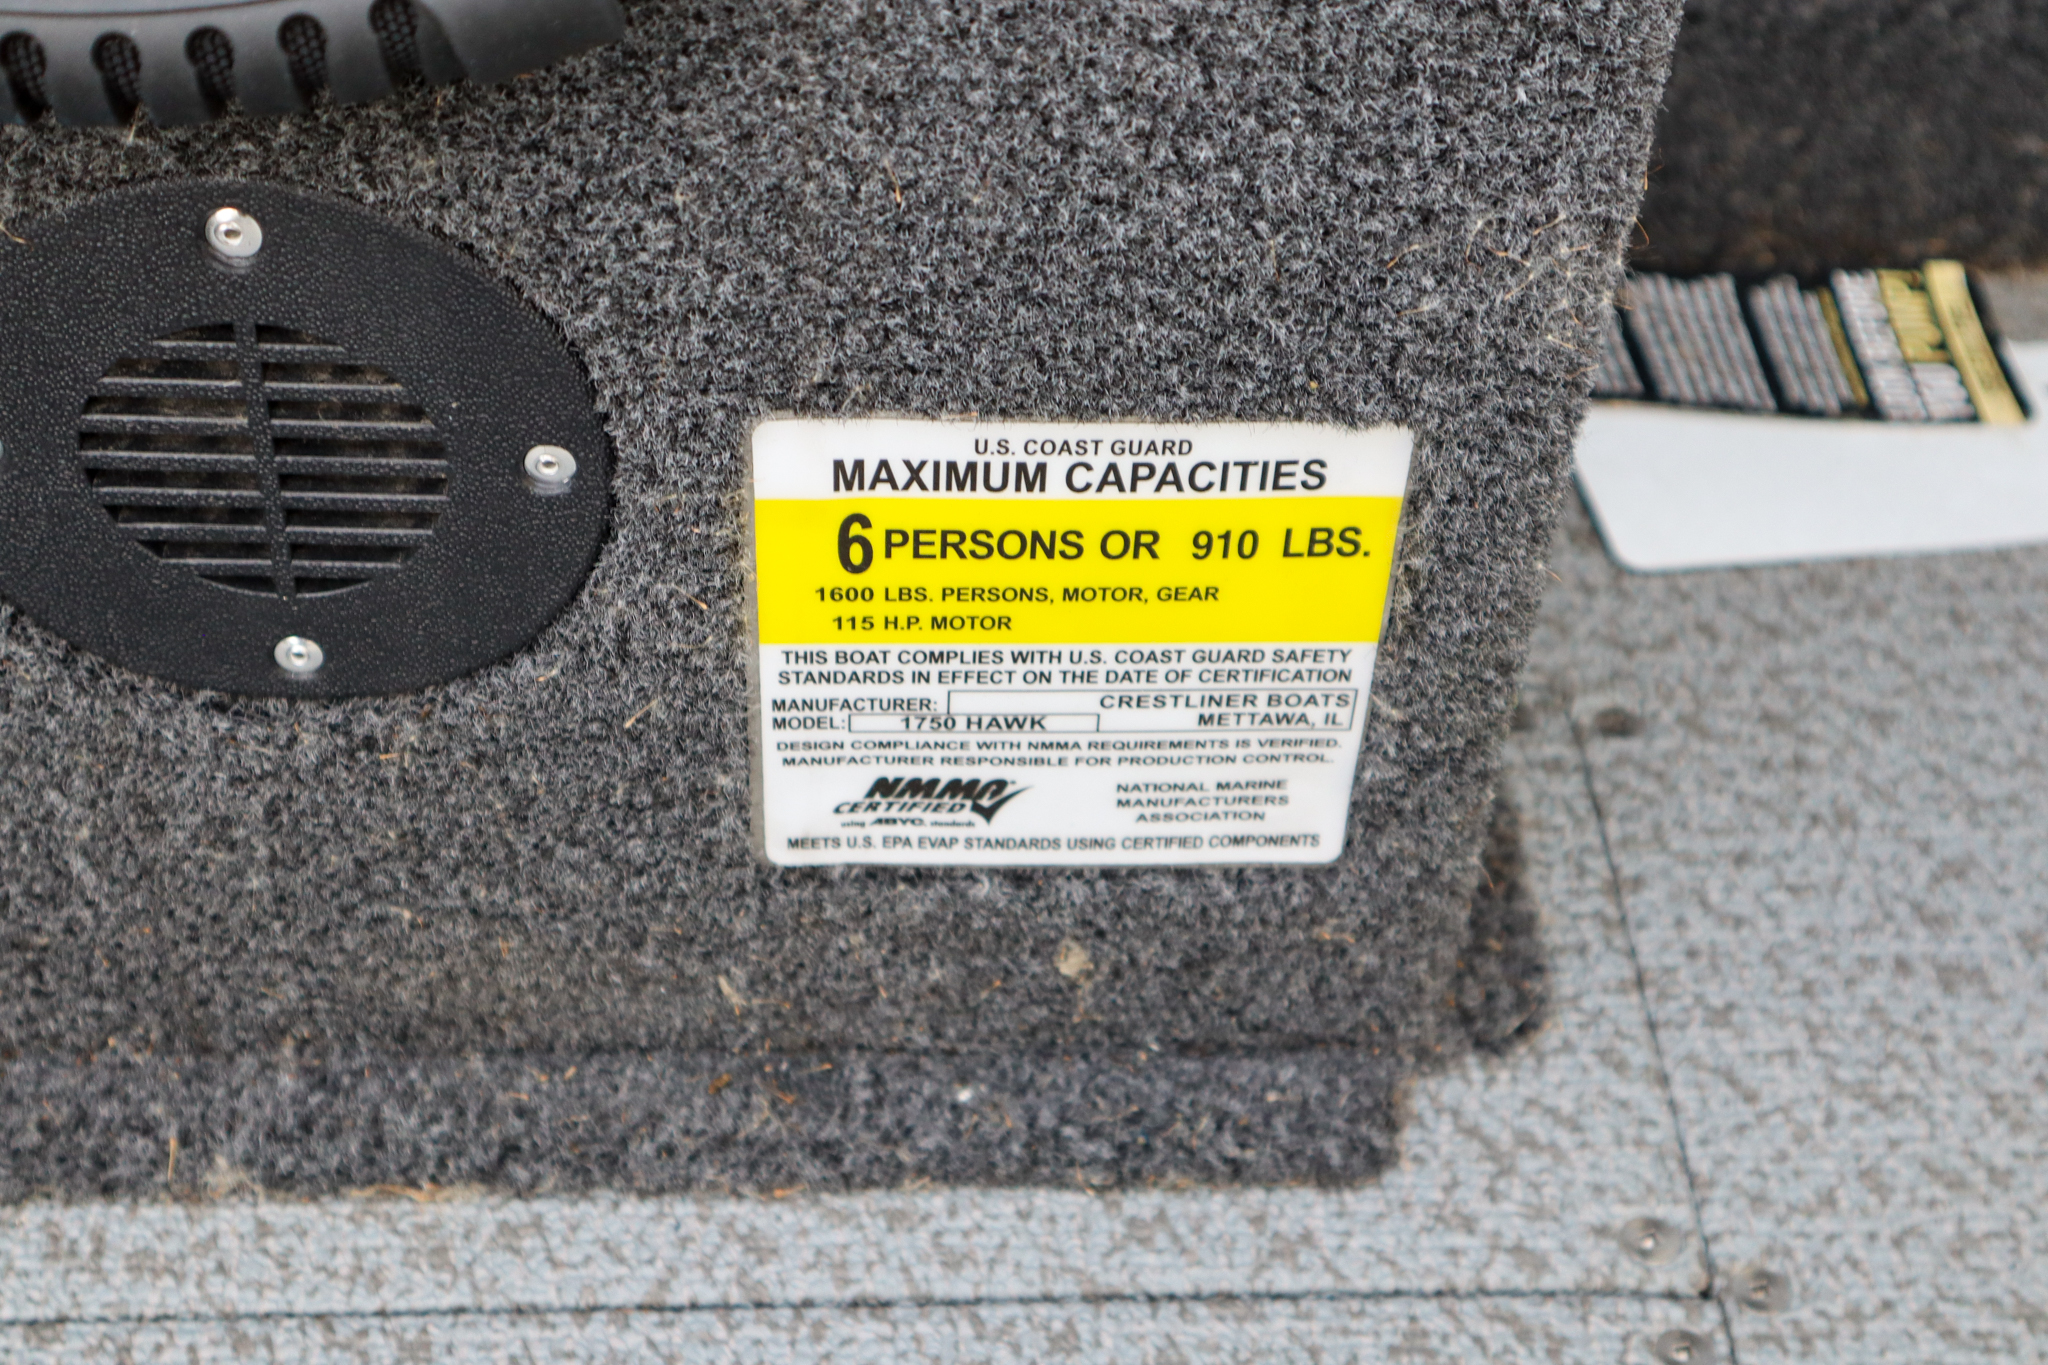 U.S. COAST GUARD
MAXIMUM CAPACITIES
6 PERSONS OR 910 LBS.
1600 LBS. PERSONS, MOTOR, GEAR
115 H.P. MOTOR
THIS BOAT COMPLIES WITH U.S. COAST GUARD SAFETY
STANDARDS IN EFFECT ON THE DATE OF CERTIFICATION
MANUFACTURER: CRESTLINER BOATS
MODEL: 1750 HAWK METTAWA, IL
DESIGN COMPLIANCE WITH NMMA REQUIREMENTS IS VERIFIED.
MANUFACTURER RESPONSIBLE FOR PRODUCTION CONTROL.
NMMA
CERTIFIED
using ABYC standards
NATIONAL MARINE
MANUFACTURERS
ASSOCIATION
MEETS U.S. EPA EVAP STANDARDS USING CERTIFIED COMPONENTS